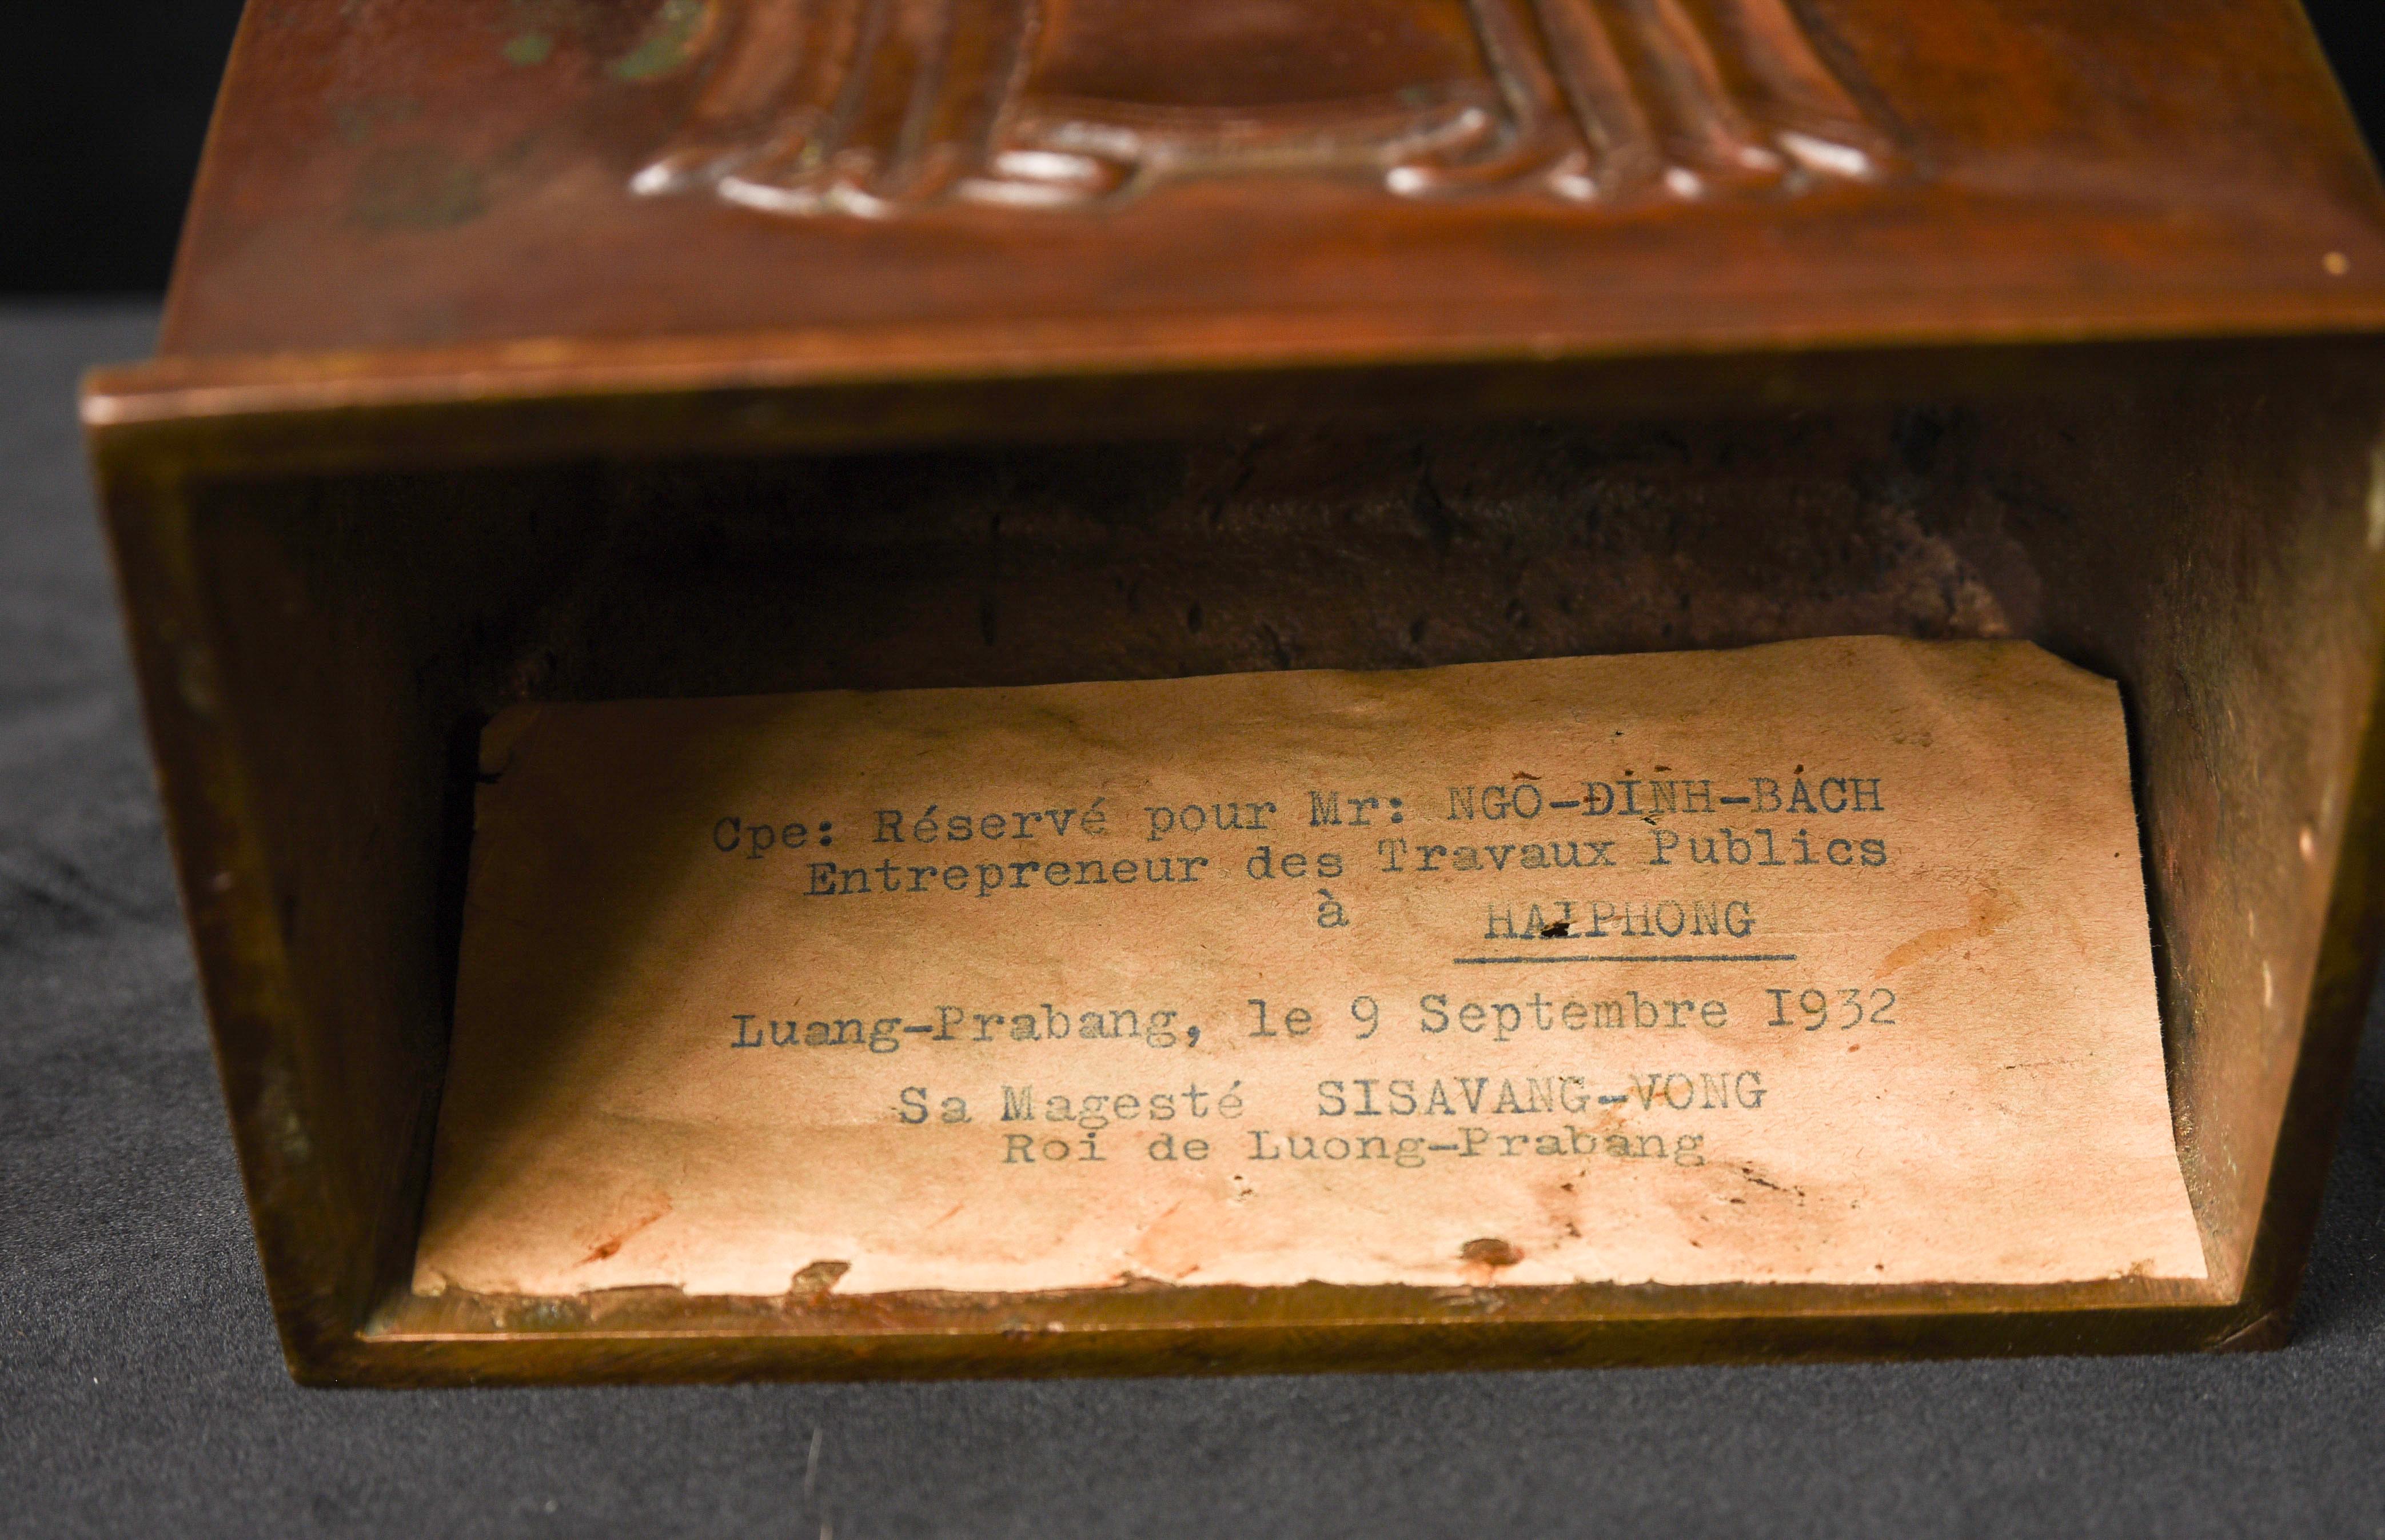 Cpe: Réservé pour Mr: NGÔ-ĐÌNH-BÁCH
Entrepreneur des Travaux Publics
à HAIPHONG
Luang-Prabang, le 9 Septembre I932
Sa Magesté SISAVANG-VONG
Roi de Luong-Prabang